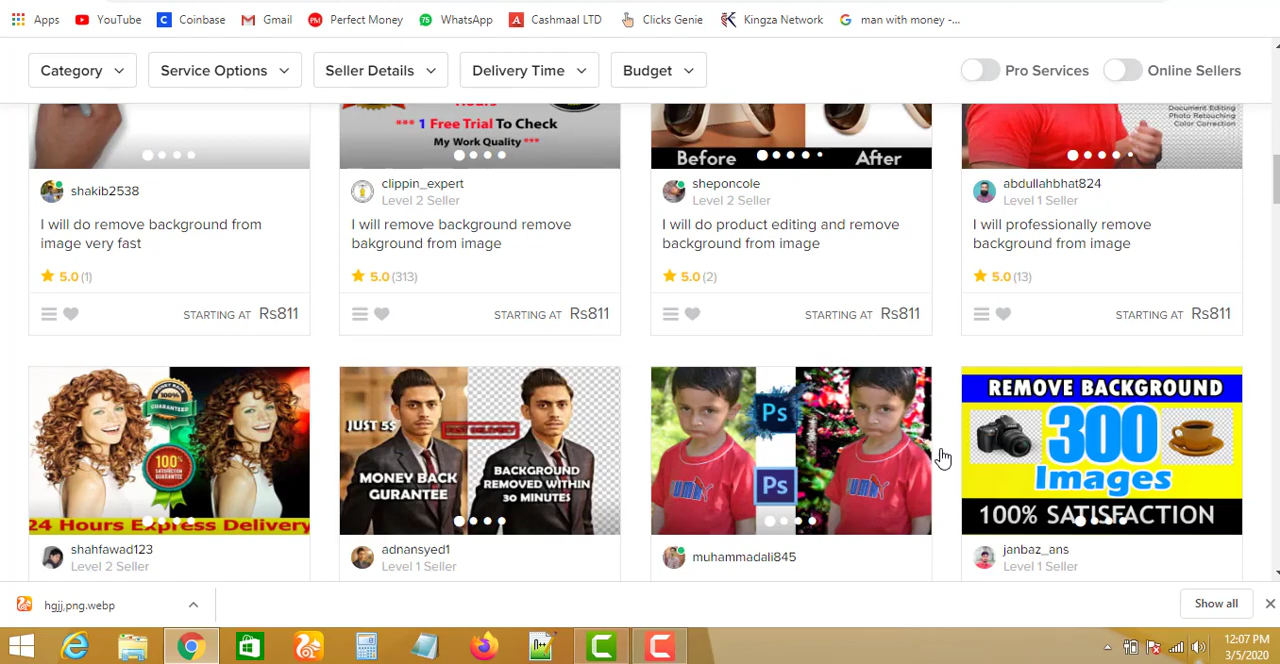 Apps YouTube Coinbase Gmail Perfect Money WhatsApp Cashmaal LTD Clicks Genie Kingza Network man with money -...
Category Service Options Seller Details Delivery Time Budget Pro Services Online Sellers
*** 1 Free Trial To Check
My Work Quality ***
Before After
Document Editing
Photo Retouching
Color Correction
shakib2538
I will do remove background from
image very fast
5.0 (1)
STARTING AT Rs811
clippin_expert
Level 2 Seller
I will remove background remove
bakground from image
5.0 (313)
STARTING AT Rs811
sheponcole
Level 2 Seller
I will do product editing and remove
background from image
5.0 (2)
STARTING AT Rs811
abdullahbhat824
Level 1 Seller
I will professionally remove
background from image
5.0 (13)
STARTING AT Rs811
MONEY BACK
100%
GUARANTEED
100%
SATISFACTION
GUARANTEE
24 Hours Express Delivery
shahfawad123
Level 2 Seller
JUST 5$
MONEY BACK
GURANTEE
BACKGROUND
REMOVED WITHIN
30 MINUTES
adnansyed1
Level 1 Seller
Ps
Ps
muhammadali845
REMOVE BACKGROUND
300
Images
100% SATISFACTION
janbaz_ans
Level 1 Seller
hgjj,png.webp
Show all
12:07 PM
3/5/2020